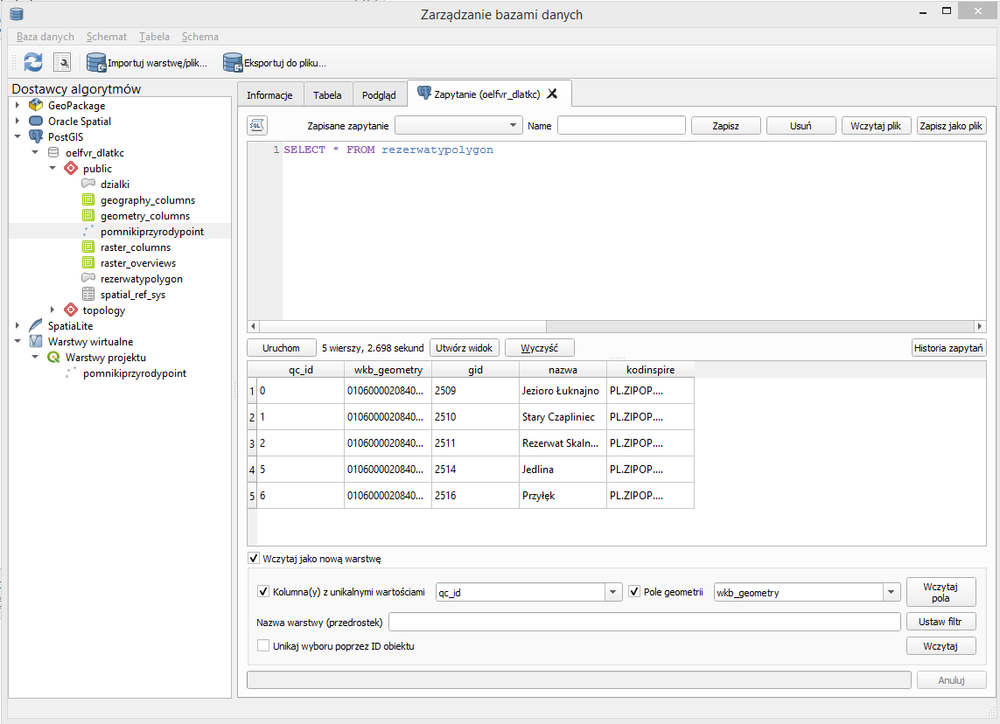 Zarządzanie bazami danych
Baza danych Schemat Tabela Schema
Importuj warstwę/plik... Eksportuj do pliku...
Dostawcy algorytmów
GeoPackage
Oracle Spatial
PostGIS
oelfvr_dlatkc
public
dzialki
geography_columns
geometry_columns
pomnikiprzyrodypoint
raster_columns
raster_overviews
rezerwatypolygon
spatial_ref_sys
topology
SpatiaLite
Warstwy wirtualne
Warstwy projektu
pomnikiprzyrodypoint
Informacje Tabela Podgląd Zapytanie (oelfvr_dlatkc)
SQL Zapisane zapytanie Name Zapisz Usuń Wczytaj plik Zapisz jako plik
1 SELECT * FROM rezerwatypolygon
Uruchom 5 wierszy, 2.698 sekund Utwórz widok Wyczyść Historia zapytań
qc_id wkb_geometry gid nazwa kodinspire
1 0 0106000020840... 2509 Jezioro Łuknajno PL.ZIPOP....
2 1 0106000020840... 2510 Stary Czapliniec PL.ZIPOP....
3 2 0106000020840... 2511 Rezerwat Skaln... PL.ZIPOP....
4 5 0106000020840... 2514 Jedlina PL.ZIPOP....
5 6 0106000020840... 2516 Przyłęk PL.ZIPOP....
Wczytaj jako nową warstwę
Kolumna(y) z unikalnymi wartościami qc_id Pole geometrii wkb_geometry Wczytaj
pola
Nazwa warstwy (przedrostek) Ustaw filtr
Unikaj wyboru poprzez ID obiektu Wczytaj
Anuluj